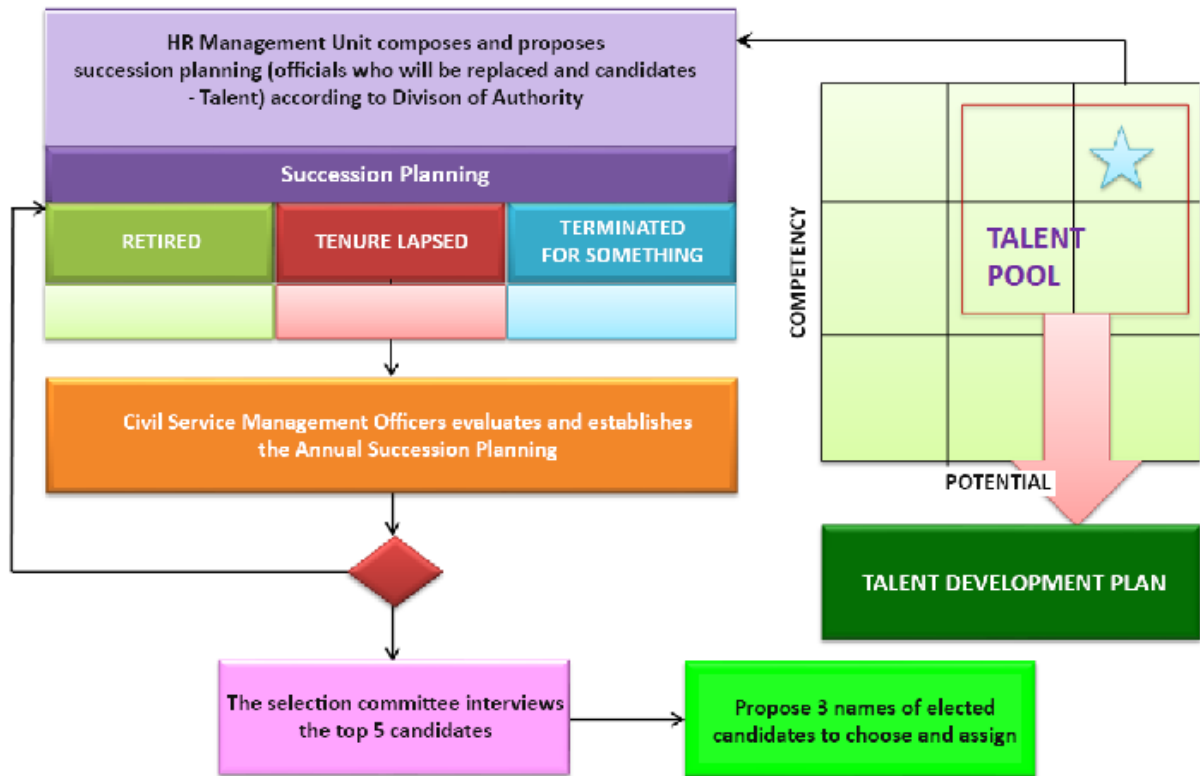 HR Management Unit composes and proposes
succession planning (officials who will be replaced and candidates
- Talent) according to Divison of Authority
Succession Planning
RETIRED
TENURE LAPSED
TERMINATED
FOR SOMETHING
Civil Service Management Officers evaluates and establishes
the Annual Succession Planning
The selection committee interviews
the top 5 candidates
Propose 3 names of elected
candidates to choose and assign
COMPETENCY
TALENT
POOL
POTENTIAL
TALENT DEVELOPMENT PLAN